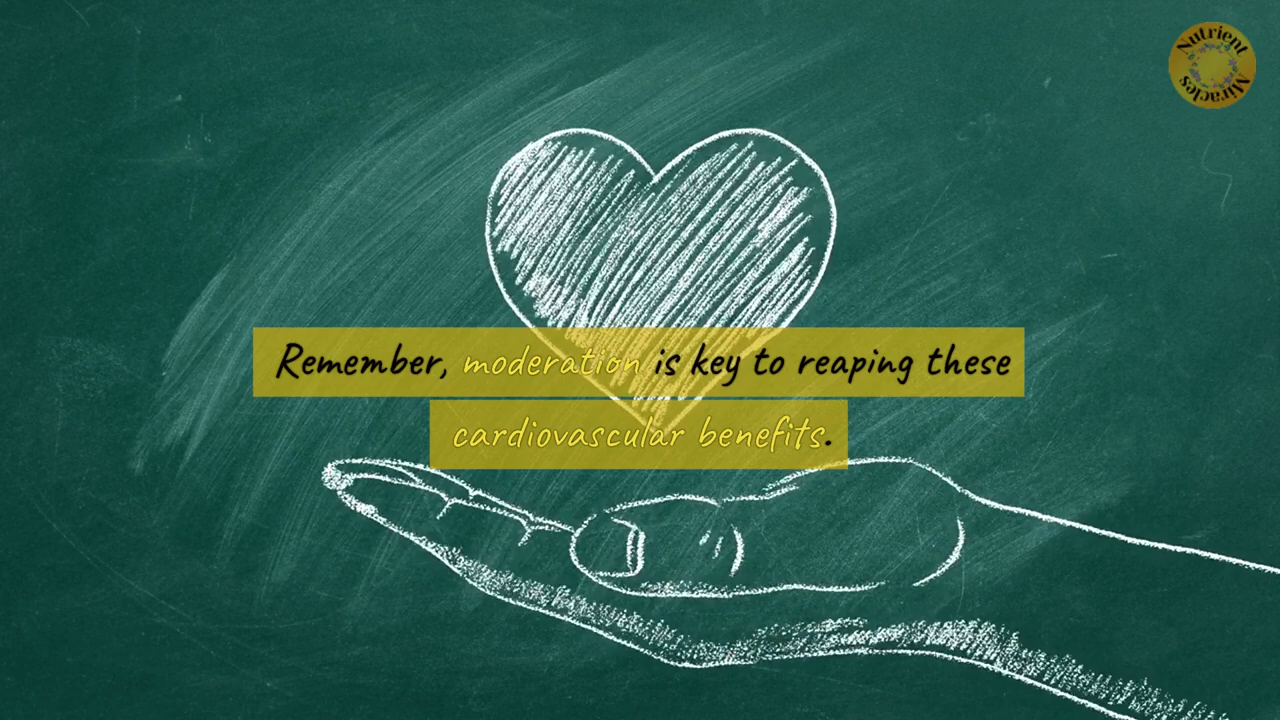 Nutrient
Miracles
Remember, moderation is key to reaping these
cardiovascular benefits.